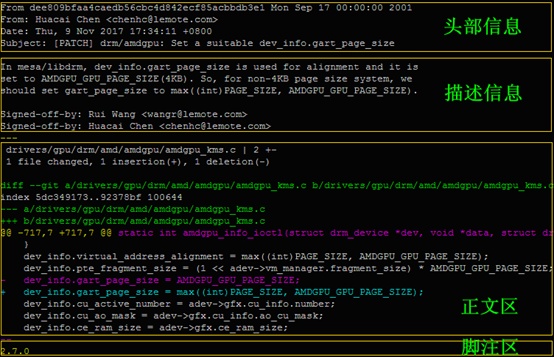 From dee809bfaa4caedb56cbc4d842ecf85acbbdb3e1 Mon Sep 17 00:00:00 2001
From: Huacai Chen <chenhc@lemote.com>
Date: Thu, 9 Nov 2017 17:34:11 +0800
Subject: [PATCH] drm/amdgpu: Set a suitable dev_info.gart_page_size
头部信息
In mesa/libdrm, dev_info.gart_page_size is used for alignment and it is
set to AMDGPU_GPU_PAGE_SIZE(4KB). So, for non-4KB page size system, we
should set gart_page_size to max((int)PAGE_SIZE, AMDGPU_GPU_PAGE_SIZE).
描述信息
Signed-off-by: Rui Wang <wangr@lemote.com>
Signed-off-by: Huacai Chen <chenhc@lemote.com>
---
drivers/gpu/drm/amd/amdgpu/amdgpu_kms.c | 2 +-
1 file changed, 1 insertion(+), 1 deletion(-)
diff --git a/drivers/gpu/drm/amd/amdgpu/amdgpu_kms.c b/drivers/gpu/drm/amd/amdgpu/amdgpu_kms.c
index 5dc349173..92378bf 100644
--- a/drivers/gpu/drm/amd/amdgpu/amdgpu_kms.c
+++ b/drivers/gpu/drm/amd/amdgpu/amdgpu_kms.c
@@ -717,7 +717,7 @@ static int amdgpu_info_ioctl(struct drm_device *dev, void *data, struct dr
}
dev_info.virtual_address_alignment = max((int)PAGE_SIZE, AMDGPU_GPU_PAGE_SIZE);
dev_info.pte_fragment_size = (1 << adev->vm_manager.fragment_size) * AMDGPU_GPU_PAGE_SIZE;
- dev_info.gart_page_size = AMDGPU_GPU_PAGE_SIZE;
+ dev_info.gart_page_size = max((int)PAGE_SIZE, AMDGPU_GPU_PAGE_SIZE);
dev_info.cu_active_number = adev->gfx.cu_info.number;
dev_info.cu_ao_mask = adev->gfx.cu_info.ao_cu_mask;
dev_info.ce_ram_size = adev->gfx.ce_ram_size;
正文区
--
2.7.0
脚注区